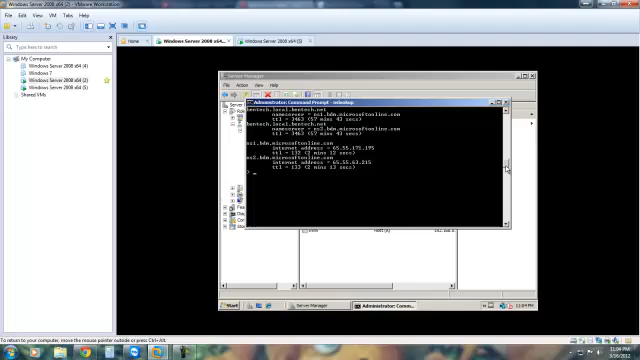 Windows Server 2008 x64 (2) - VMware Workstation
File Edit View VM Tabs Help
Library
Type here to search
My Computer
Windows Server 2008 x64 (4)
Windows 7
Windows Server 2008 x64 (2)
Windows Server 2008 x64 (5)
Shared VMs
Home
Windows Server 2008 x64...
Windows Server 2008 x64 (5)
Server Manager
File Action View Help
Administrator: Command Prompt - nslookup
bentech.local.bentech.net
nameserver = ns1.bdm.microsoftonline.com
ttl = 3463 (57 mins 43 secs)
bentech.local.bentech.net
nameserver = ns2.bdm.microsoftonline.com
ttl = 3463 (57 mins 43 secs)
ns1.bdm.microsoftonline.com
internet address = 65.55.171.195
ttl = 132 (2 mins 12 secs)
ns2.bdm.microsoftonline.com
internet address = 65.55.63.215
ttl = 133 (2 mins 13 secs)
>
Host (A)
Start
Server Manager
Administrator: Comm...
11:04 PM
To return to your computer, move the mouse pointer outside or press Ctrl+Alt.
11:04 PM
9/16/2012